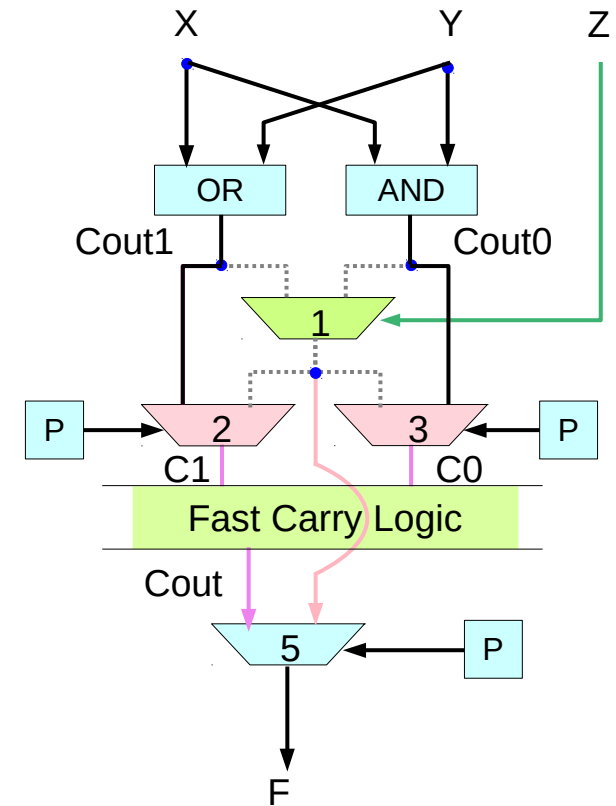 X Y Z
OR AND
Cout1 Cout0
1
P 2 3 P
C1 C0
Fast Carry Logic
Cout
5 P
F